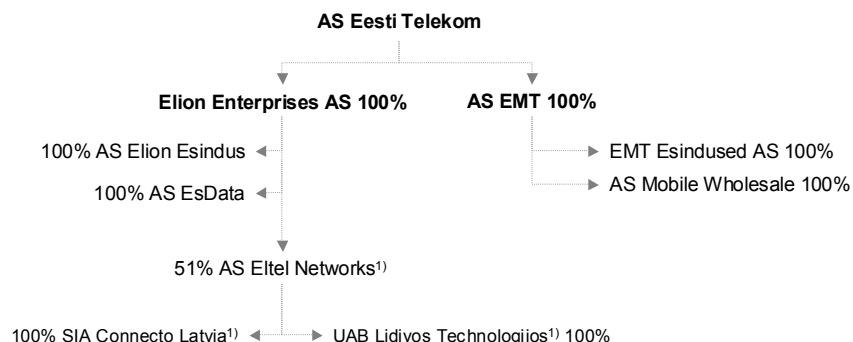 AS Eesti Telekom
Elion Enterprises AS 100% AS EMT 100%
100% AS Elion Esindus EMT Esindused AS 100%
100% AS EsData AS Mobile Wholesale 100%
51% AS Eltel Networks¹⁾
100% SIA Connecto Latvia¹⁾ UAB Lidivos Technologijos¹⁾ 100%